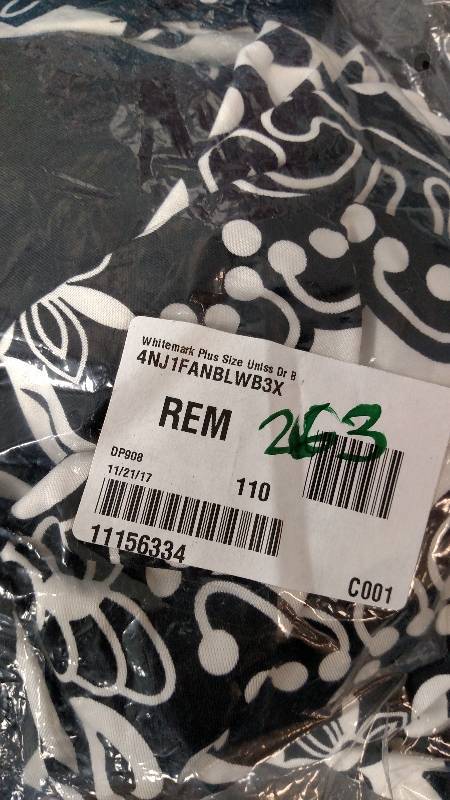 Whitemark Plus Size Unlss Dr B
4NJ1FANBLWB3X
REM
263
DP908
11/21/17
110
11156334
C001